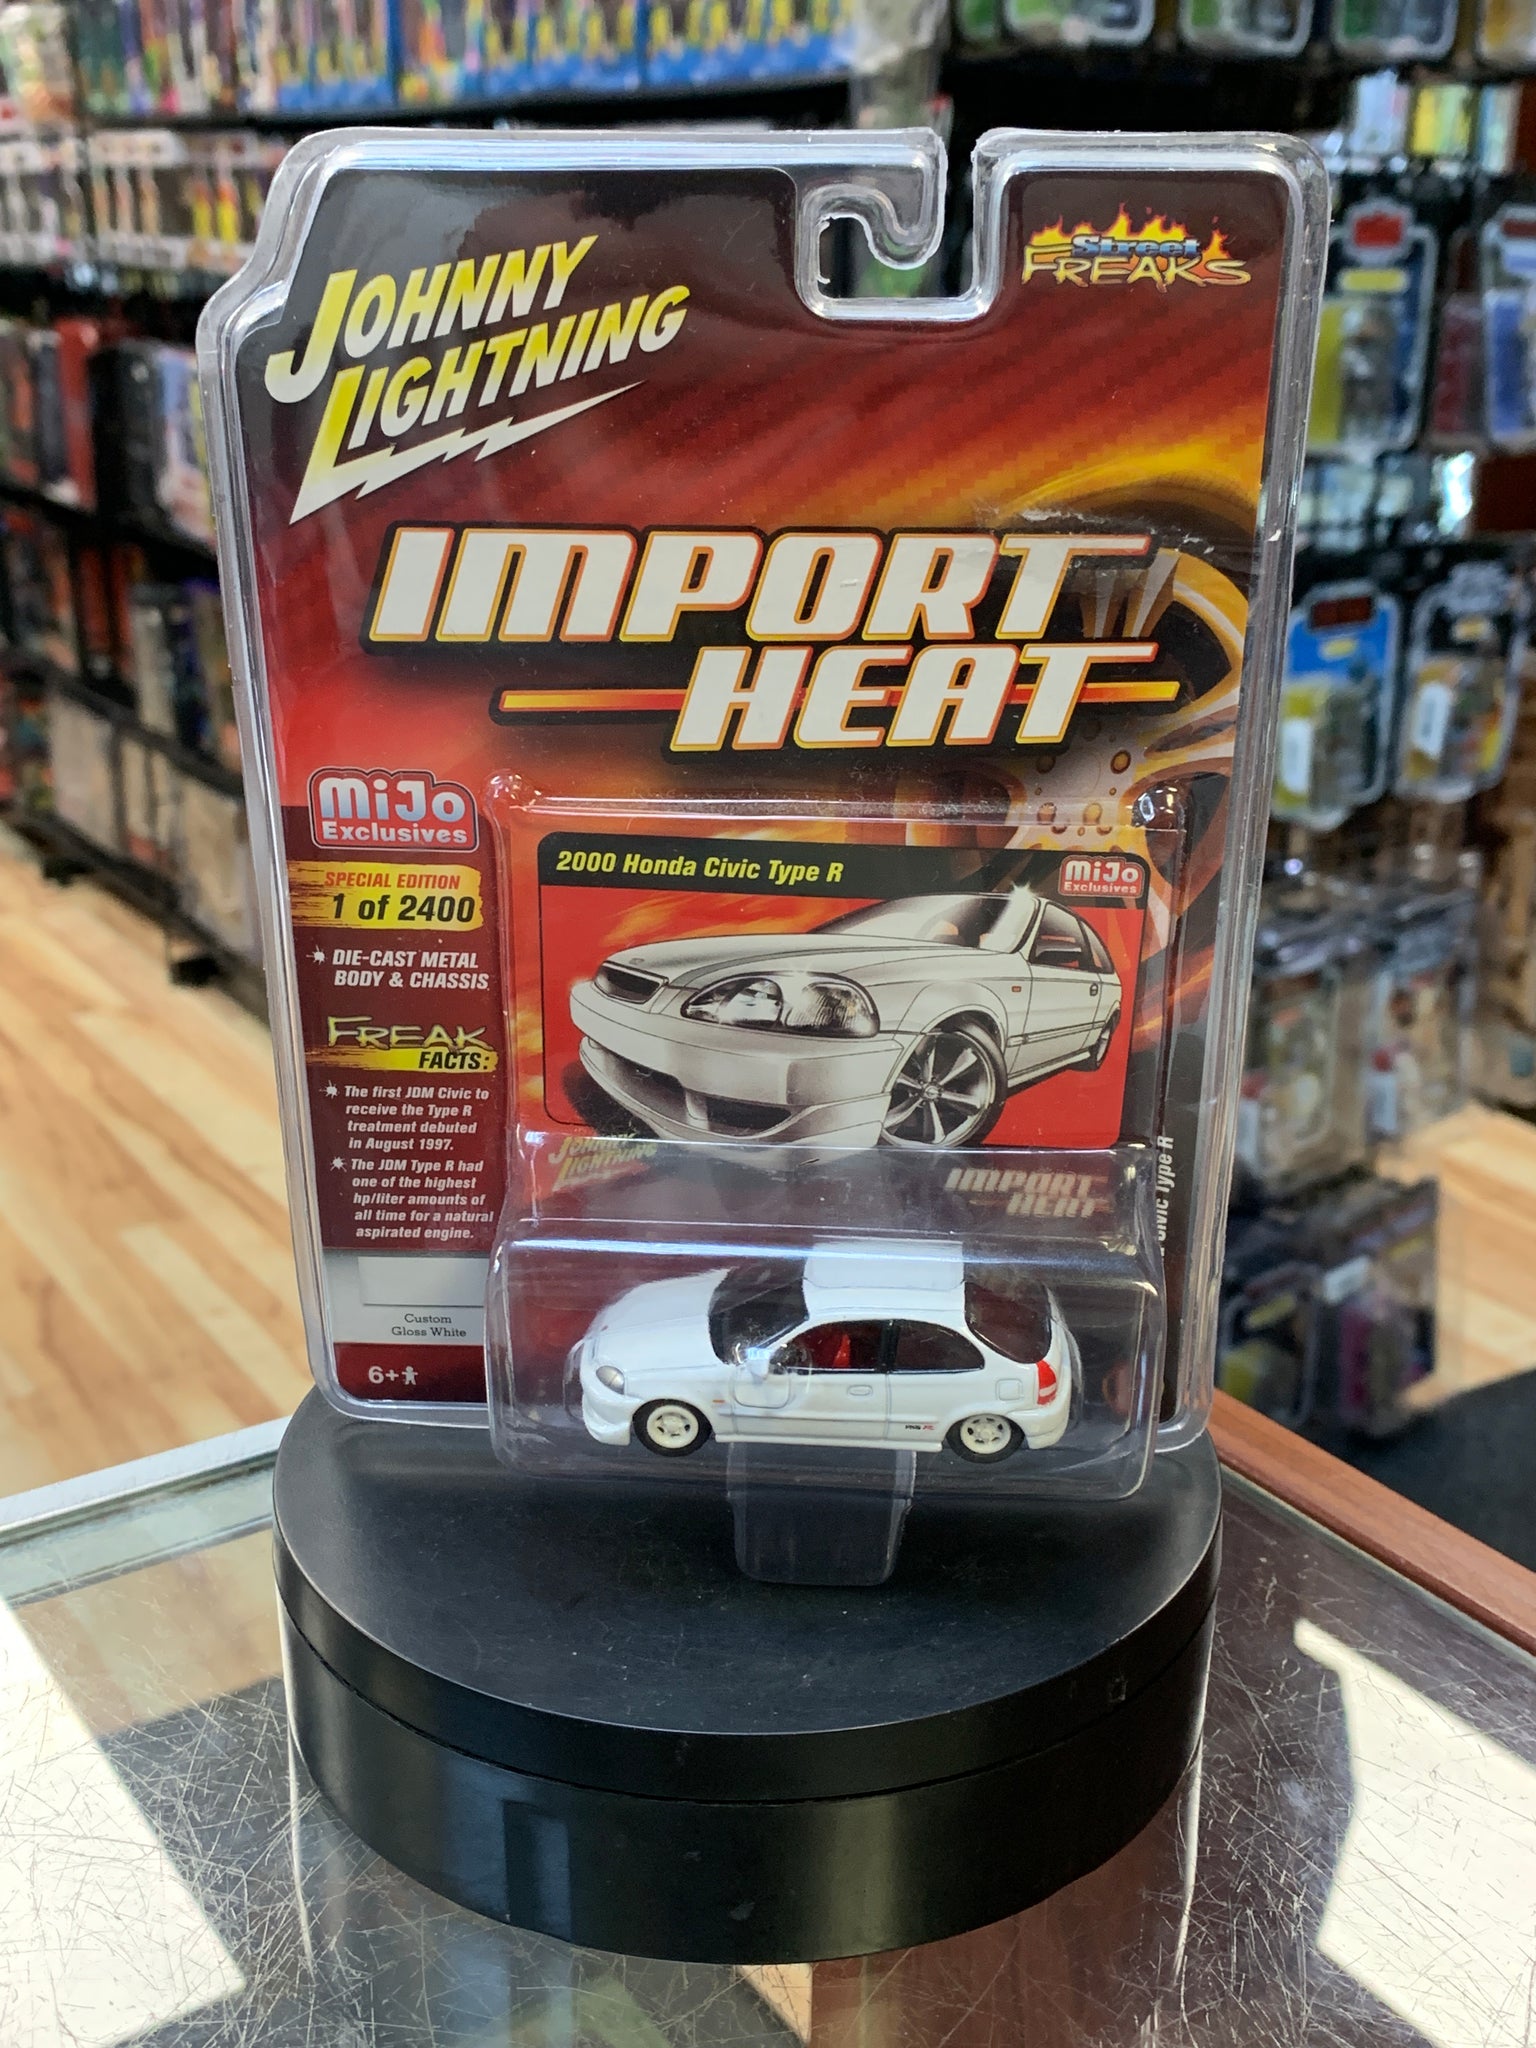 JOHNNY
LIGHTNING
Street
FREAKS
IMPORT
HEAT
MiJo
Exclusives
SPECIAL EDITION
1 of 2400
DIE-CAST METAL
BODY & CHASSIS
FREAK
FACTS:
The first JDM Civic to
receive the Type R
treatment debuted
in August 1997.
The JDM Type R had
one of the highest
hp/liter amounts of
all time for a natural
aspirated engine.
Custom
Gloss White
6+
2000 Honda Civic Type R
MiJo
Exclusives
JOHNNY
LIGHTNING
IMPORT
HEAT
Civic Type R